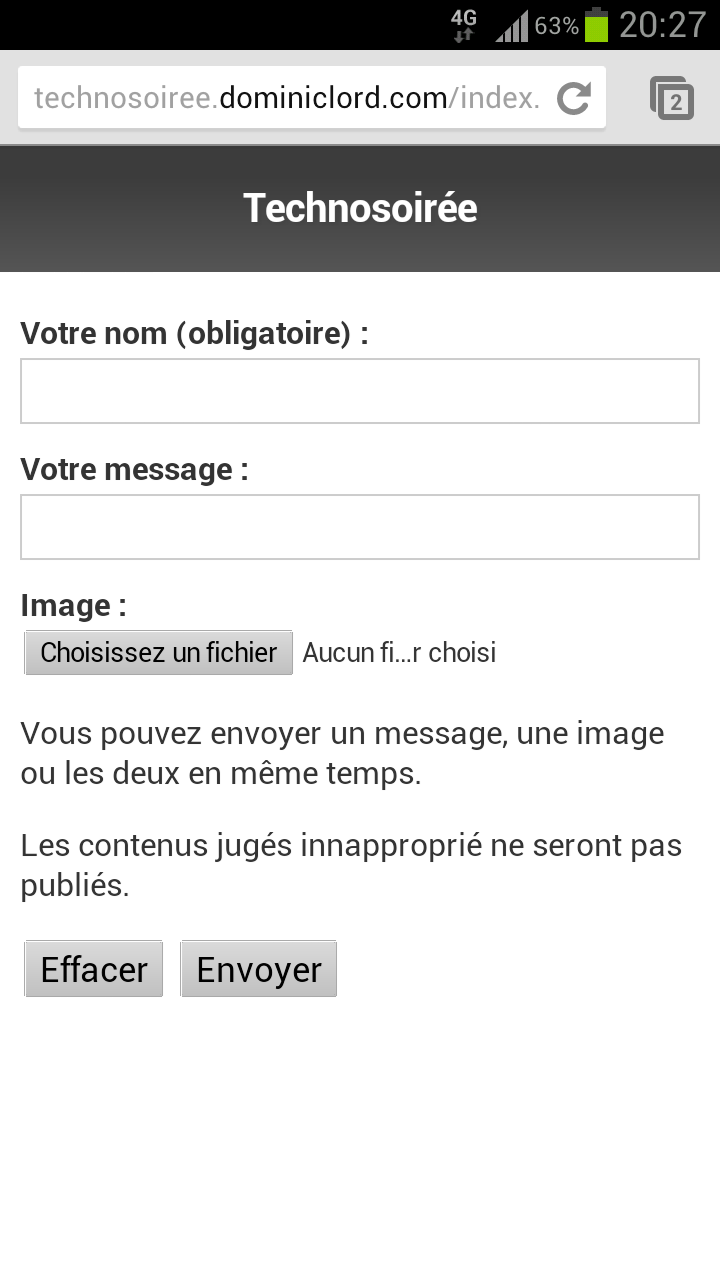 4G 63% 20:27
technosoiree.dominiclord.com/index.
2
Technosoirée
Votre nom (obligatoire) :
Votre message :
Image :
Choisissez un fichier Aucun fi...r choisi
Vous pouvez envoyer un message, une image
ou les deux en même temps.
Les contenus jugés innapproprié ne seront pas
publiés.
Effacer Envoyer